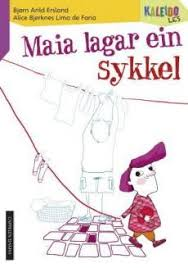 Bjørn Arild Ersland
Alice Bjerknes Lima de Faria
KALEIDO
LES
Maia lagar ein
sykkel